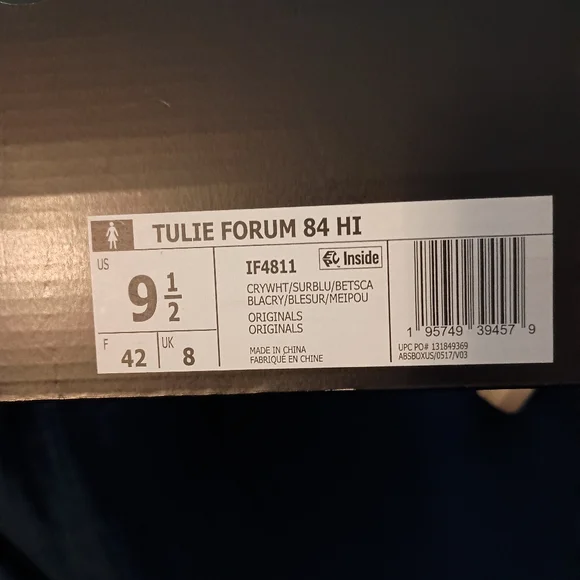 TULIE FORUM 84 HI
US
9 1/2
F 42
UK 8
IF4811
Inside
CRYWHT/SURBLU/BETSCA
BLACRY/BLESUR/MEIPOU
ORIGINALS
ORIGINALS
MADE IN CHINA
FABRIQUÉ EN CHINE
1 95749 39457 9
UPC PO# 131849369
ABSBOXUS/0517/V03